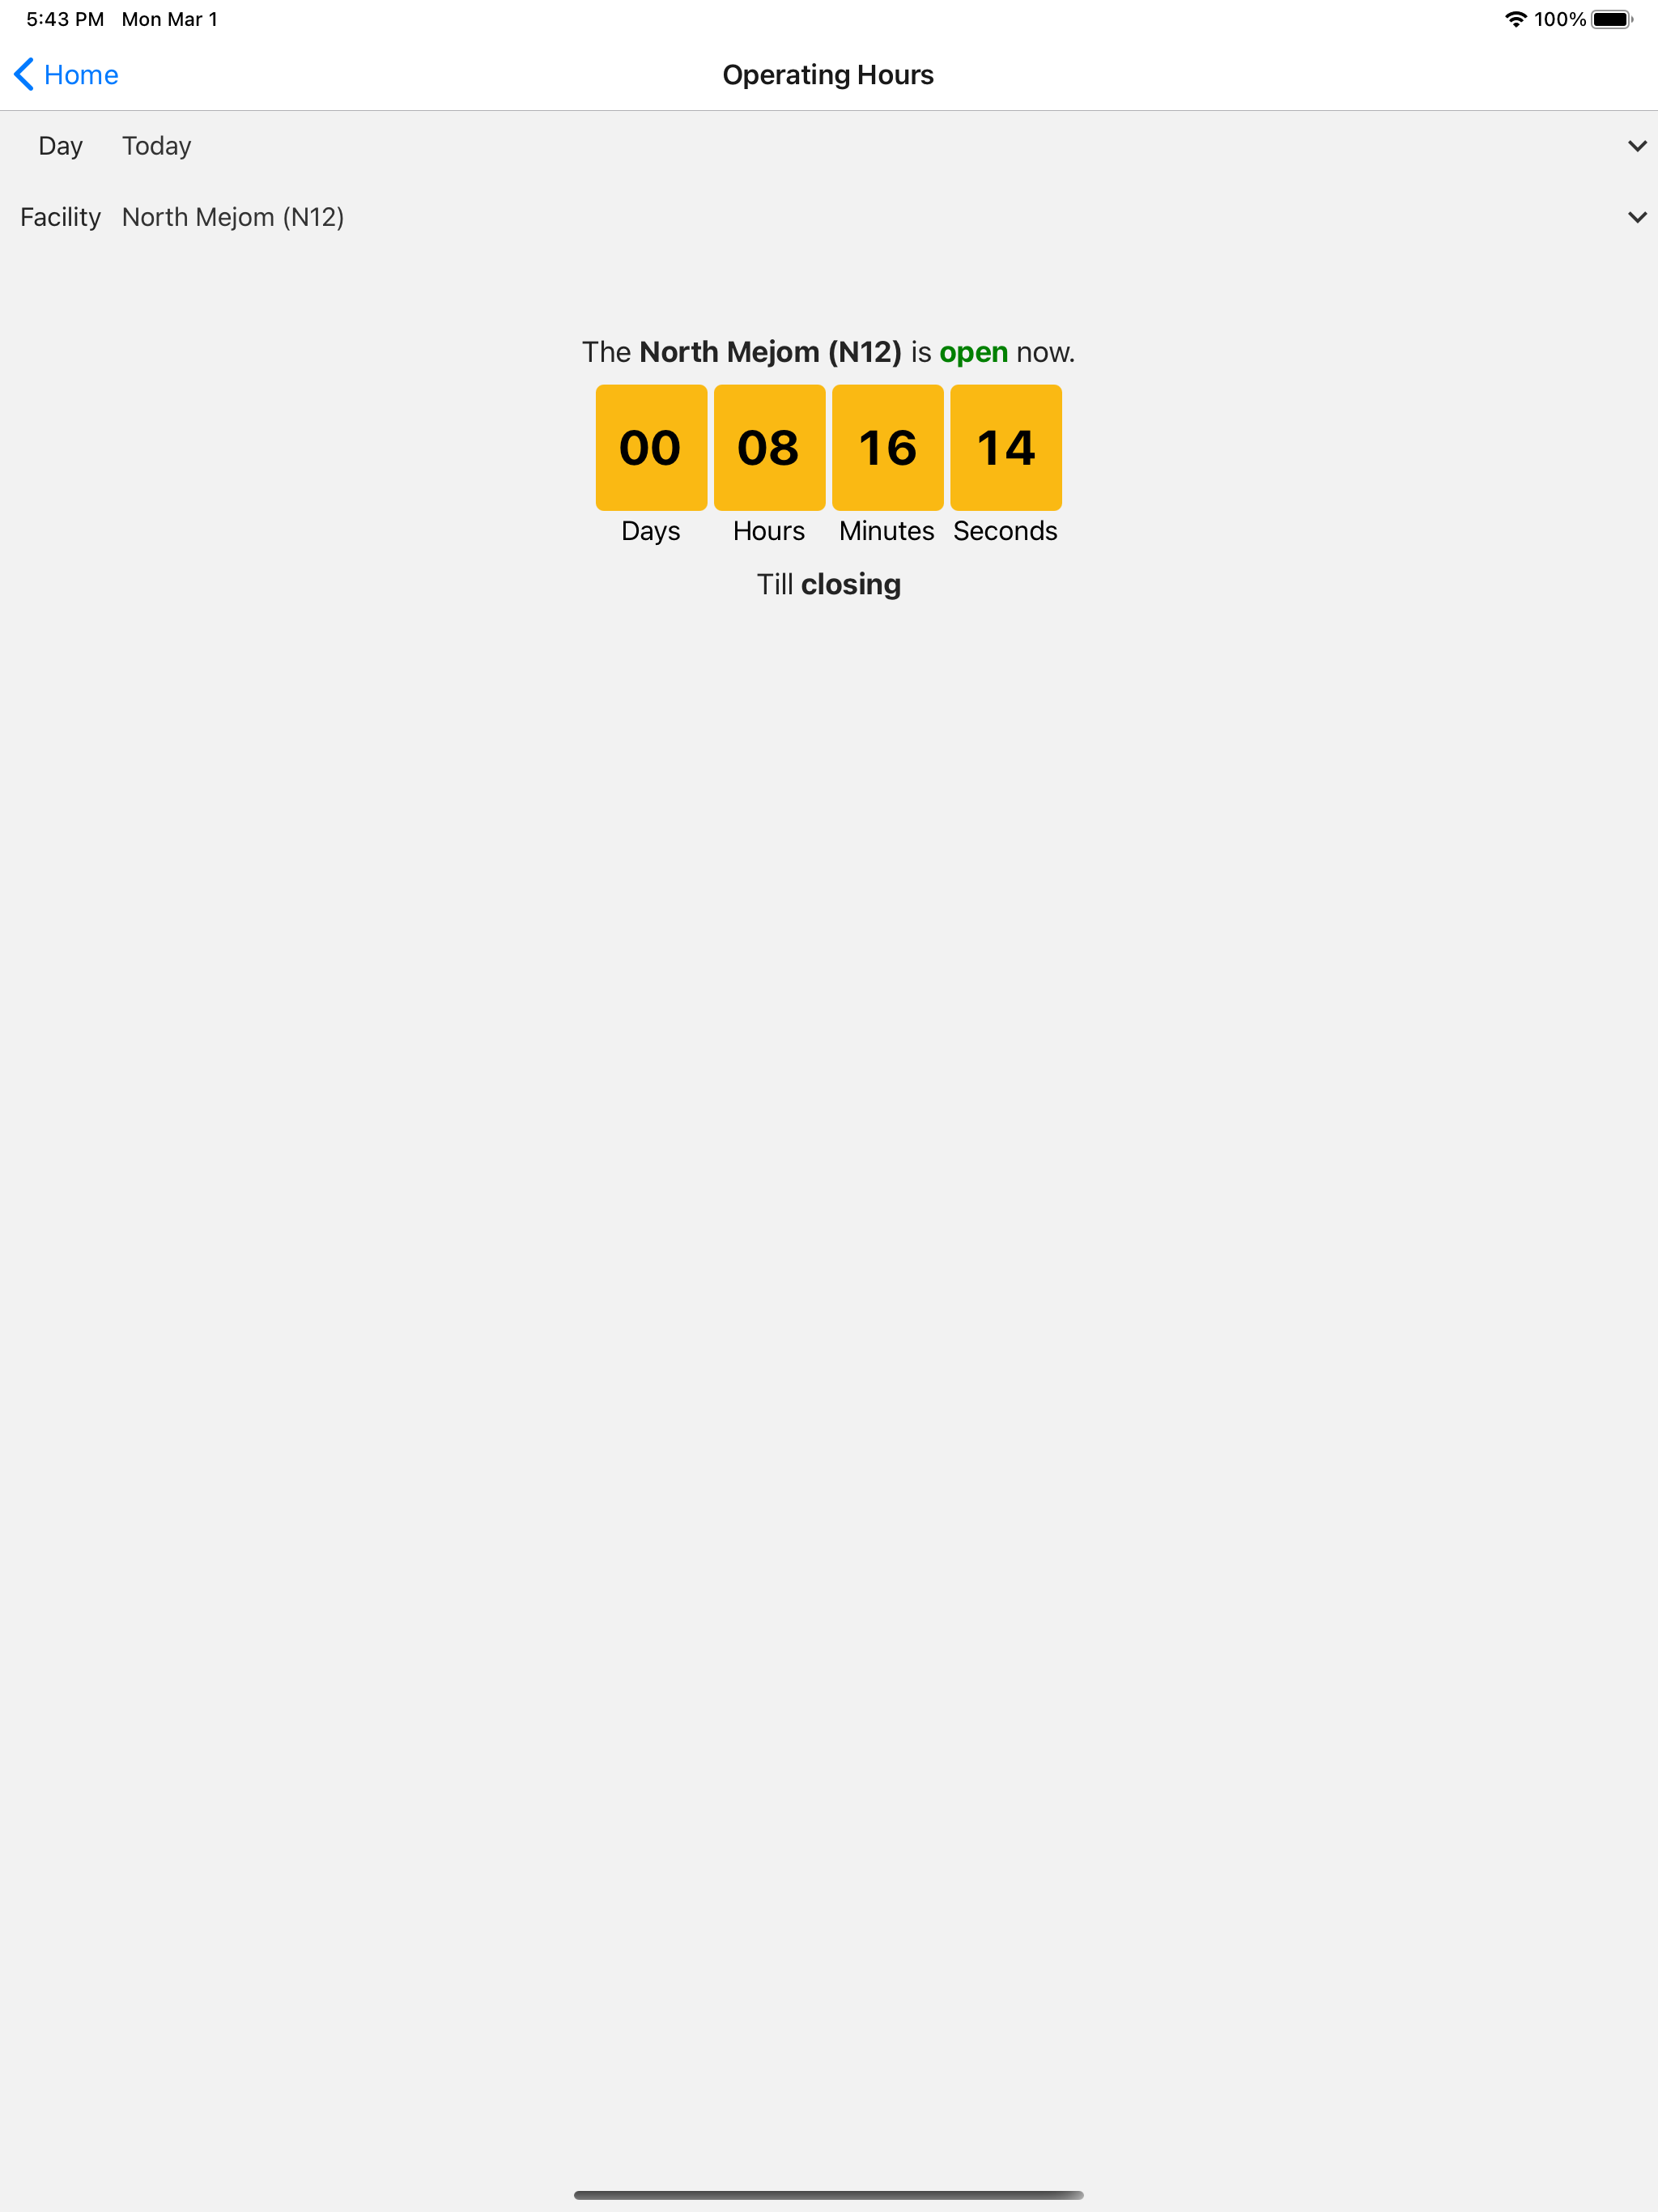 5:43 PM Mon Mar 1 100%
Home Operating Hours
Day Today
Facility North Mejom (N12)
The North Mejom (N12) is open now.
00 08 16 14
Days Hours Minutes Seconds
Till closing